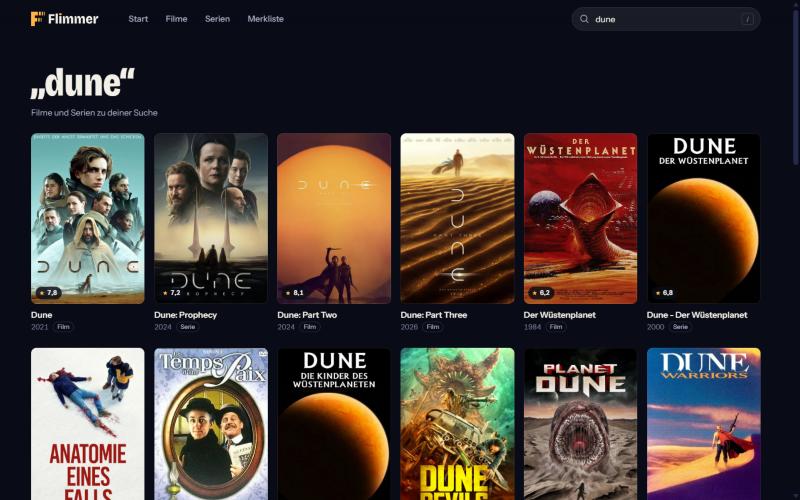 Flimmer
Start
Filme
Serien
Merkliste
dune
/
„dune“
Filme und Serien zu deiner Suche
DUNE
7,8
DUNE
PROPHECY
7,2
DUNE
8,1
DUNE
PART THREE
DER
WÜSTENPLANET
6,2
DUNE
DER WÜSTENPLANET
6,8
Dune
2021
Film
Dune: Prophecy
2024
Serie
Dune: Part Two
2024
Film
Dune: Part Three
2026
Film
Der Wüstenplanet
1984
Film
Dune - Der Wüstenplanet
2000
Serie
ANATOMIE
EINES
FALLS
Temps
Paix
DUNE
DIE KINDER DES
WÜSTENPLANETEN
DUNE
DEVILS
PLANET
DUNE
DUNE
WARRIORS